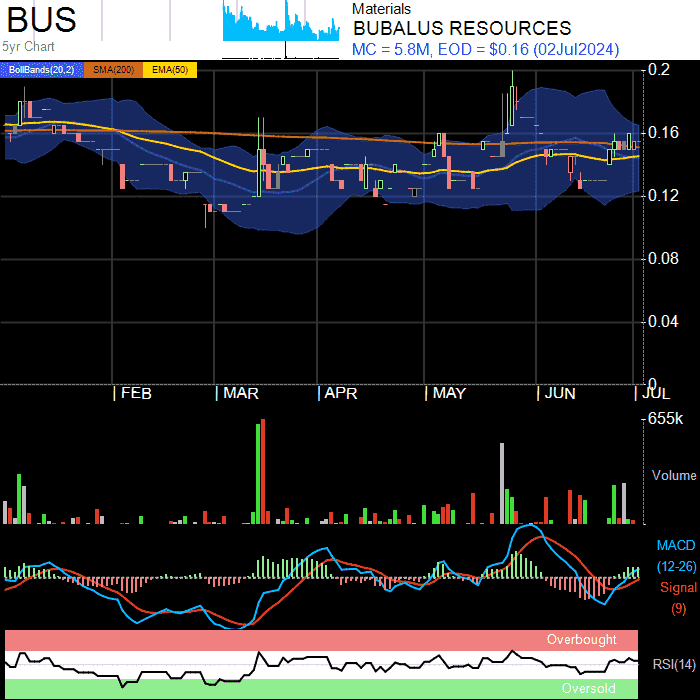 BUS
5yr Chart
Materials
BUBALUS RESOURCES
MC = 5.8M, EOD = $0.16 (02Jul2024)
BollBands(20,2) SMA(200) EMA(50)
0.2
0.16
0.12
0.08
0.04
0
FEB MAR APR MAY JUN JUL
655k
Volume
MACD
(12-26)
Signal
(9)
Overbought
RSI(14)
Oversold